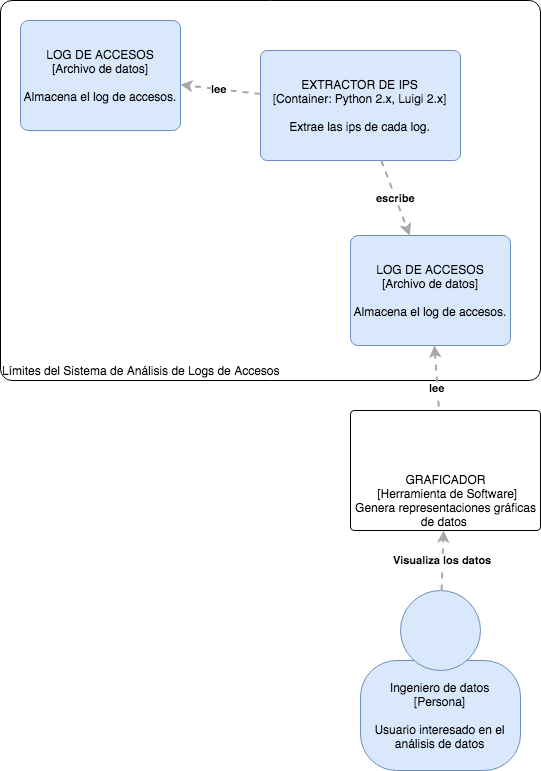 LOG DE ACCESOS
[Archivo de datos]
Almacena el log de accesos.
lee
EXTRACTOR DE IPS
[Container: Python 2.x, Luigi 2.x]
Extrae las ips de cada log.
escribe
LOG DE ACCESOS
[Archivo de datos]
Almacena el log de accesos.
Límites del Sistema de Análisis de Logs de Accesos
lee
GRAFICADOR
[Herramienta de Software]
Genera representaciones gráficas
de datos
Visualiza los datos
Ingeniero de datos
[Persona]
Usuario interesado en el
análisis de datos